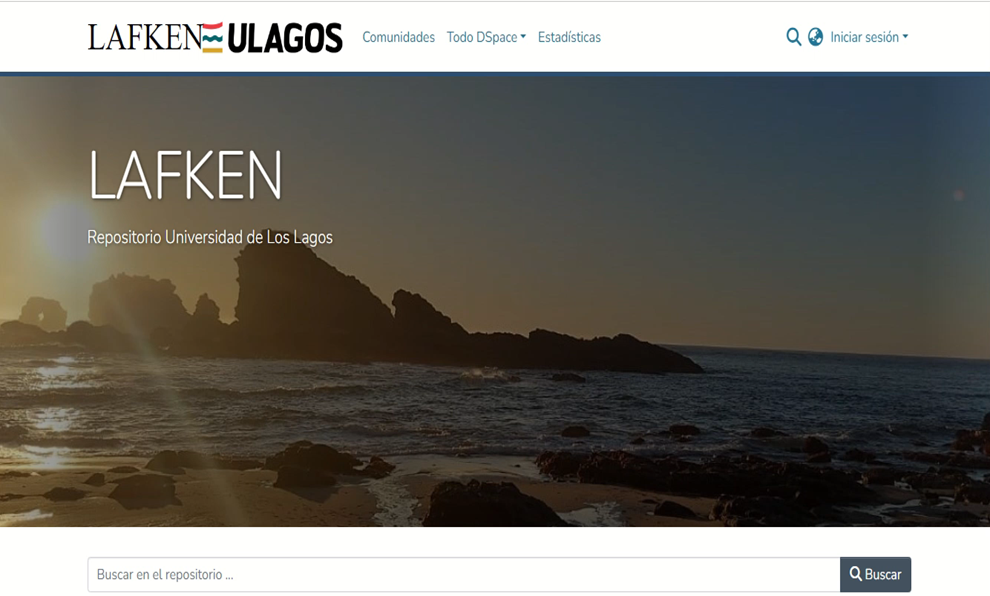 LAFKEN ULAGOS Comunidades Todo DSpace Estadísticas Iniciar sesión
LAFKEN
Repositorio Universidad de Los Lagos
Buscar en el repositorio ... Buscar